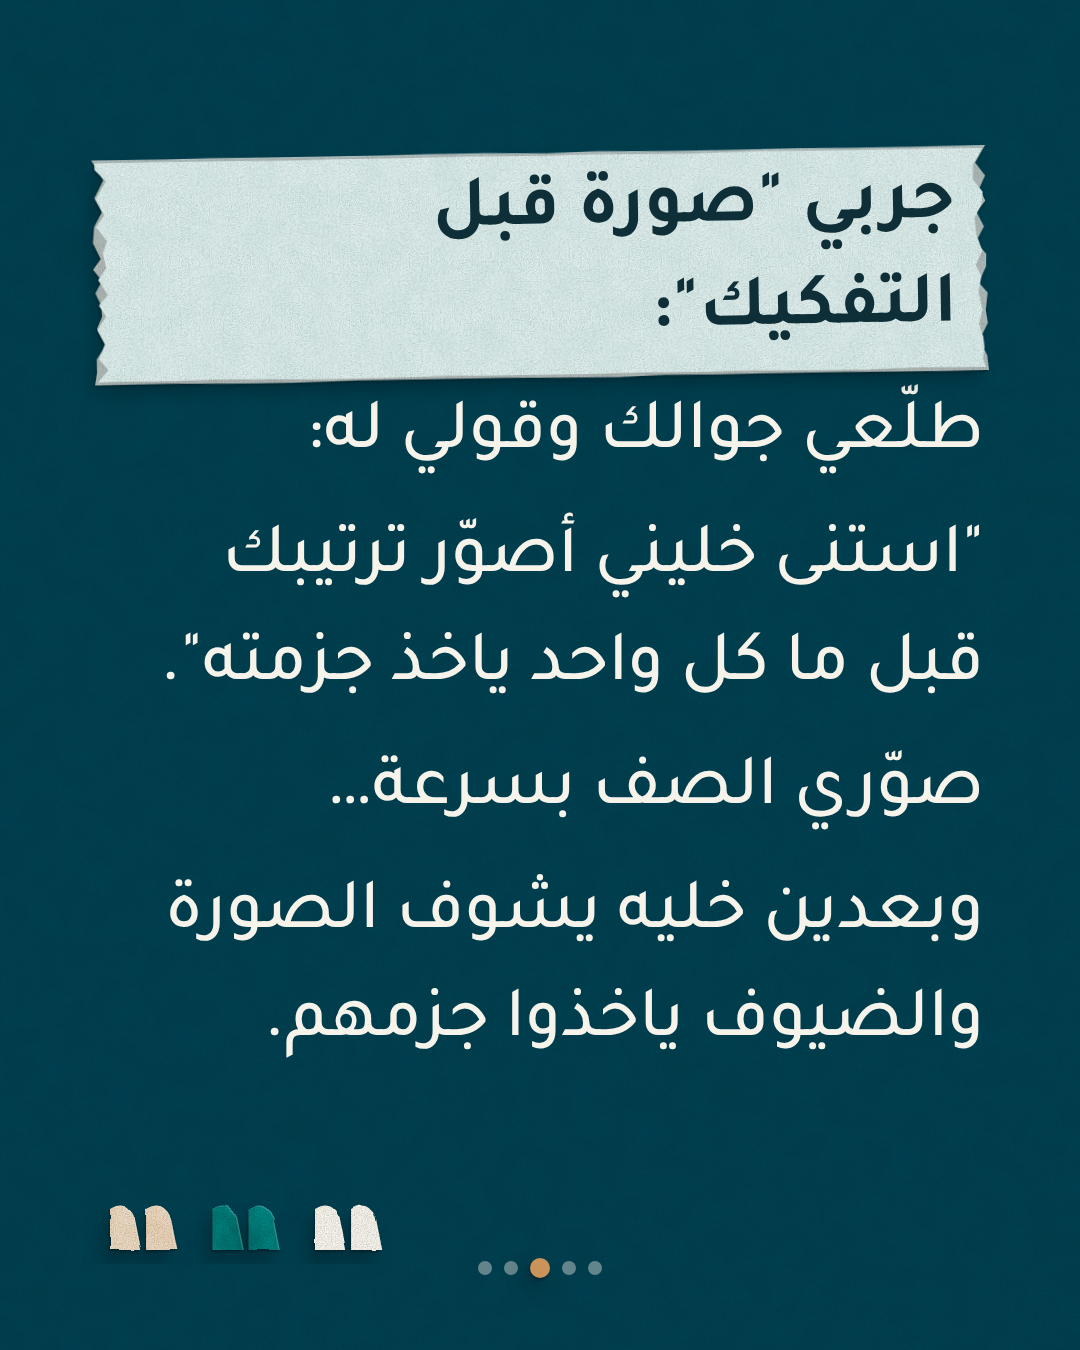 جربي "صورة قبل
التفكيك":
طلّعي جوالك وقولي له:
"استنى خليني أصوّر ترتيبك
قبل ما كل واحد ياخذ جزمته".
صوّري الصف بسرعة...
وبعدين خليه يشوف الصورة
والضيوف ياخذوا جزمهم.